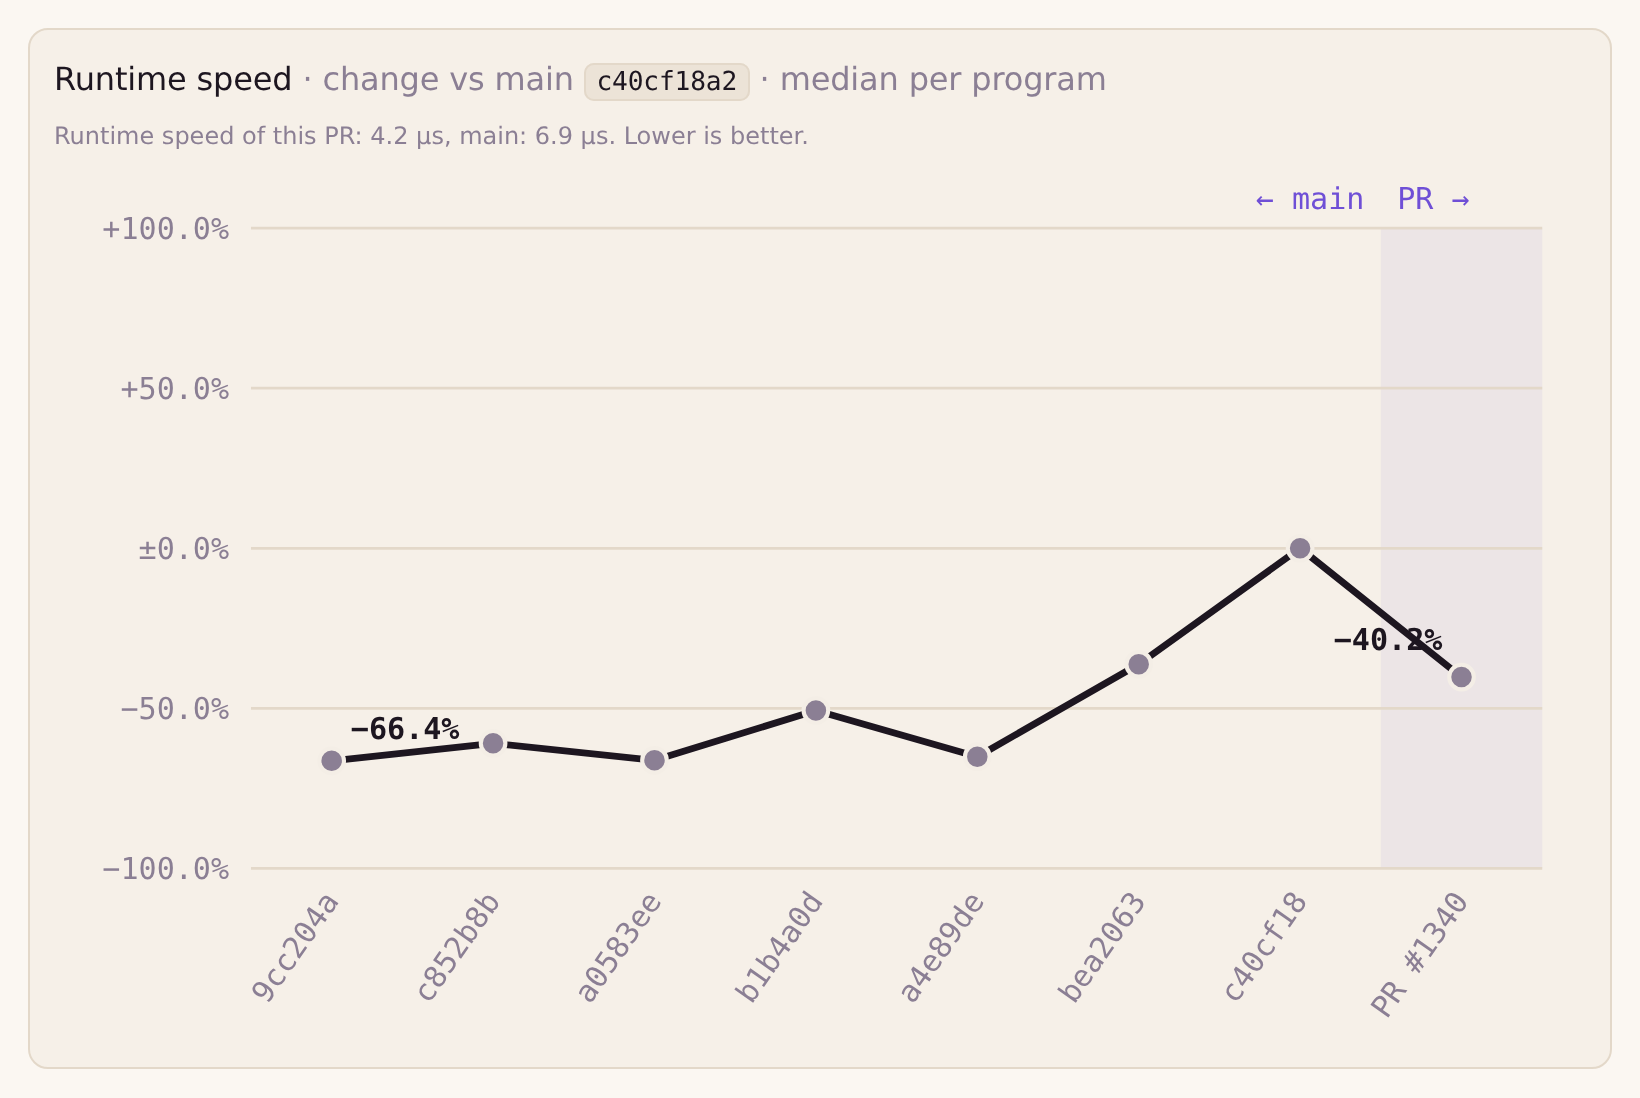 Runtime speed · change vs main c40cf18a2 · median per program
Runtime speed of this PR: 4.2 µs, main: 6.9 µs. Lower is better.
← main PR →
+100.0%
+50.0%
±0.0%
−40.2%
−50.0%
−66.4%
−100.0%
9cc204a
c852b8b
a0583ee
b1b4a0d
a4e89de
bea2063
c40cf18
PR #1340